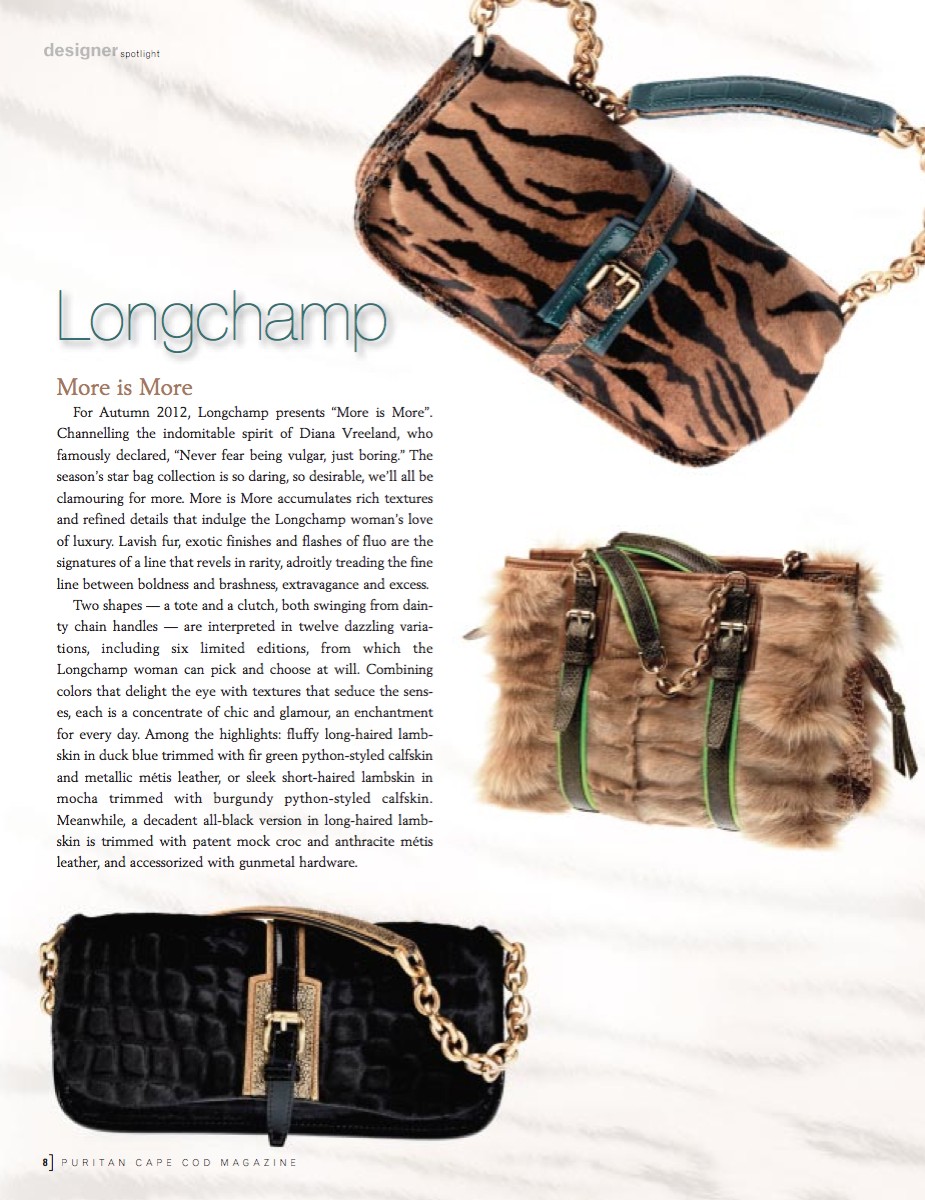 designer spotlight
Longchamp
More is More
For Autumn 2012, Longchamp presents “More is More”.
Channelling the indomitable spirit of Diana Vreeland, who
famously declared, “Never fear being vulgar, just boring.” The
season’s star bag collection is so daring, so desirable, we’ll all be
clamouring for more. More is More accumulates rich textures
and refined details that indulge the Longchamp woman’s love
of luxury. Lavish fur, exotic finishes and flashes of fluo are the
signatures of a line that revels in rarity, adroitly treading the fine
line between boldness and brashness, extravagance and excess.
Two shapes — a tote and a clutch, both swinging from dain-
ty chain handles — are interpreted in twelve dazzling varia-
tions, including six limited editions, from which the
Longchamp woman can pick and choose at will. Combining
colors that delight the eye with textures that seduce the sens-
es, each is a concentrate of chic and glamour, an enchantment
for every day. Among the highlights: fluffy long-haired lamb-
skin in duck blue trimmed with fir green python-styled calfskin
and metallic métis leather, or sleek short-haired lambskin in
mocha trimmed with burgundy python-styled calfskin.
Meanwhile, a decadent all-black version in long-haired lamb-
skin is trimmed with patent mock croc and anthracite métis
leather, and accessorized with gunmetal hardware.
8] PURITAN CAPE COD MAGAZINE